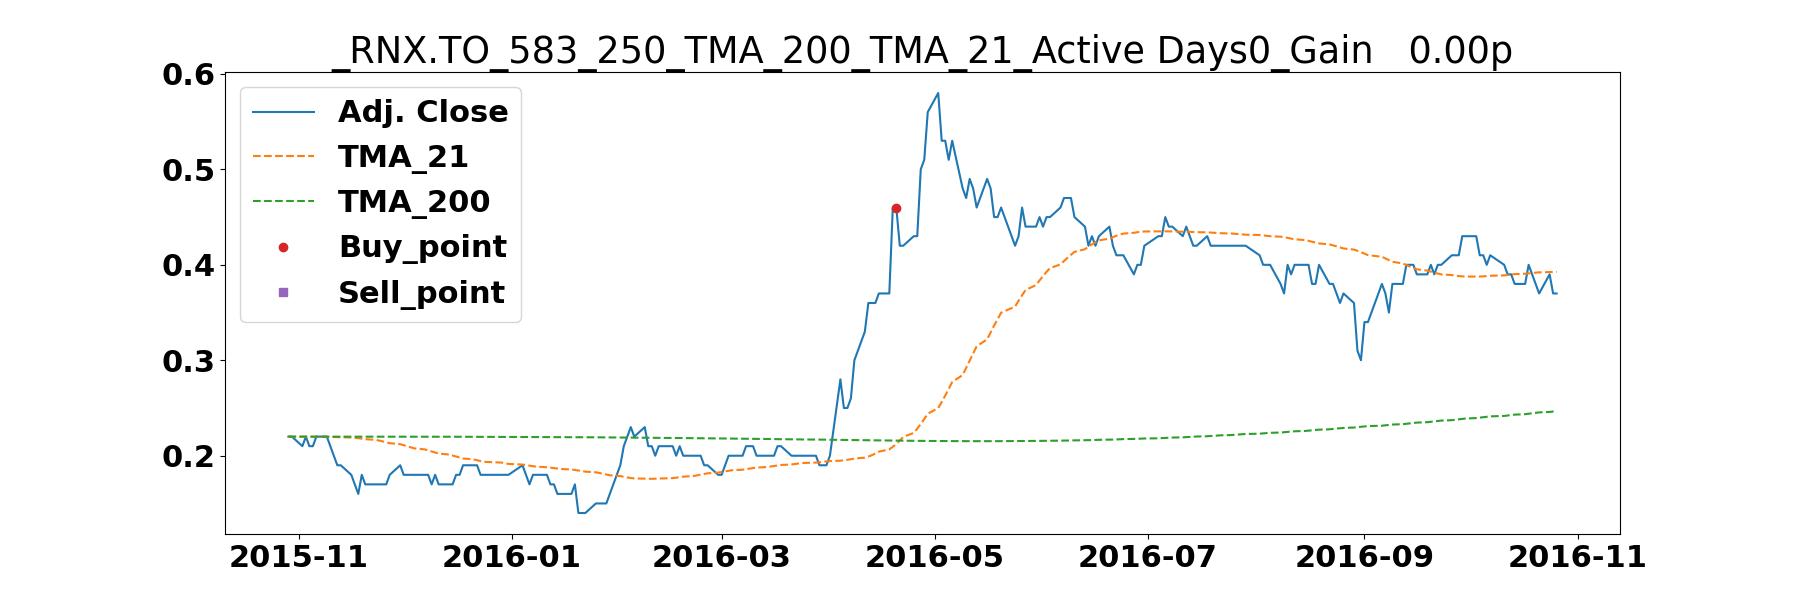 _RNX.TO_583_250_TMA_200_TMA_21_Active Days0_Gain   0.00p
0.6
0.5
0.4
0.3
0.2
Adj. Close
TMA_21
TMA_200
Buy_point
Sell_point
2015-11 2016-01 2016-03 2016-05 2016-07 2016-09 2016-11